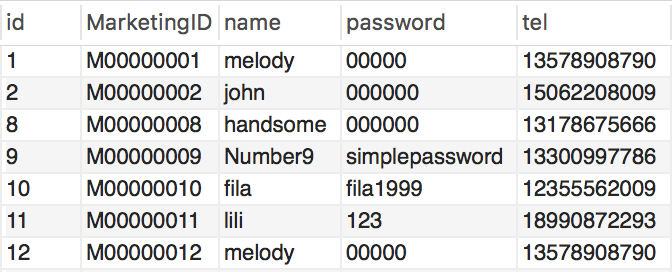 id MarketingID name password tel
1 M00000001 melody 00000 13578908790
2 M00000002 john 000000 15062208009
8 M00000008 handsome 000000 13178675666
9 M00000009 Number9 simplepassword 13300997786
10 M00000010 fila fila1999 12355562009
11 M00000011 lili 123 18990872293
12 M00000012 melody 00000 13578908790